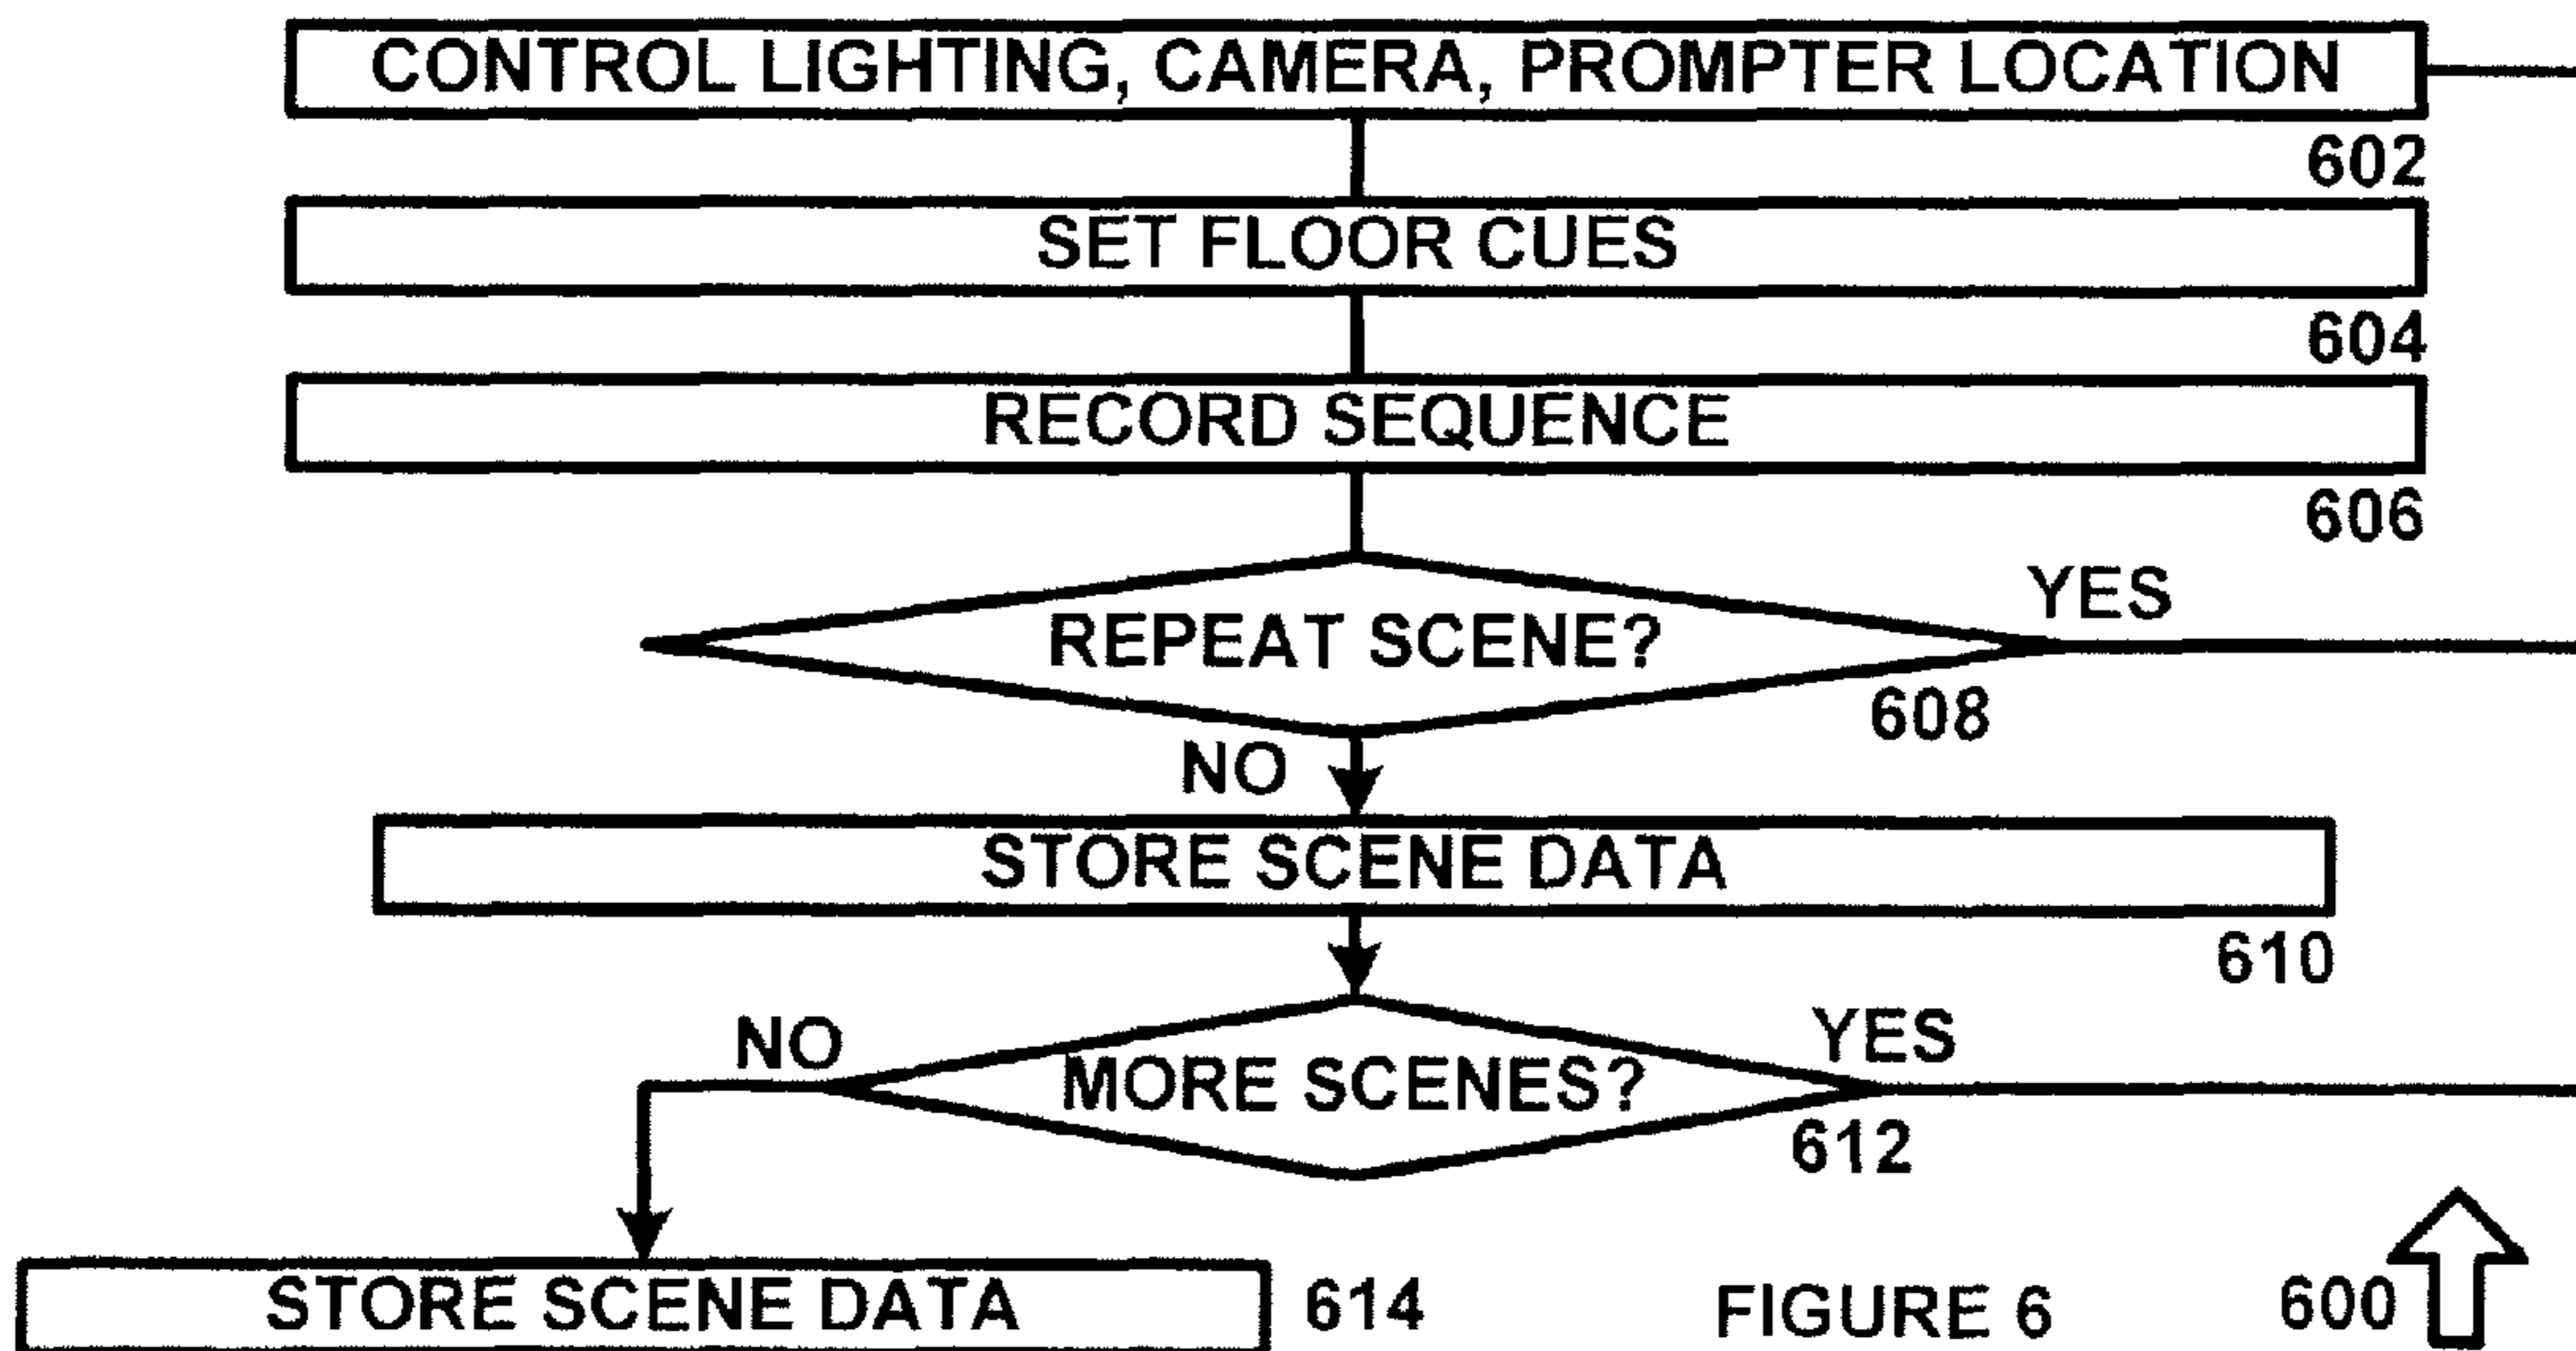 CONTROL LIGHTING, CAMERA, PROMPTER LOCATION
602
SET FLOOR CUES
604
RECORD SEQUENCE
606
YES
REPEAT SCENE?
608
NO
STORE SCENE DATA
610
NO
YES
MORE SCENES?
612
STORE SCENE DATA
614
FIGURE 6
600